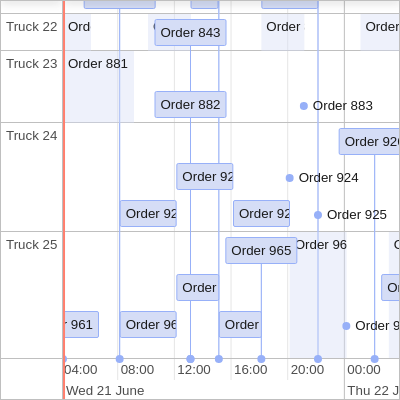 Truck 22
Ord
Order 843
Order
Order
Truck 23
Order 881
Order 882
Order 883
Truck 24
Order 920
Order 92
Order 924
Order 92
Order 92
Order 925
Truck 25
Order 965
Order 96
Order
961
Order 96
Order
Order 9
04:00
08:00
12:00
16:00
20:00
00:00
Wed 21 June
Thu 22 J